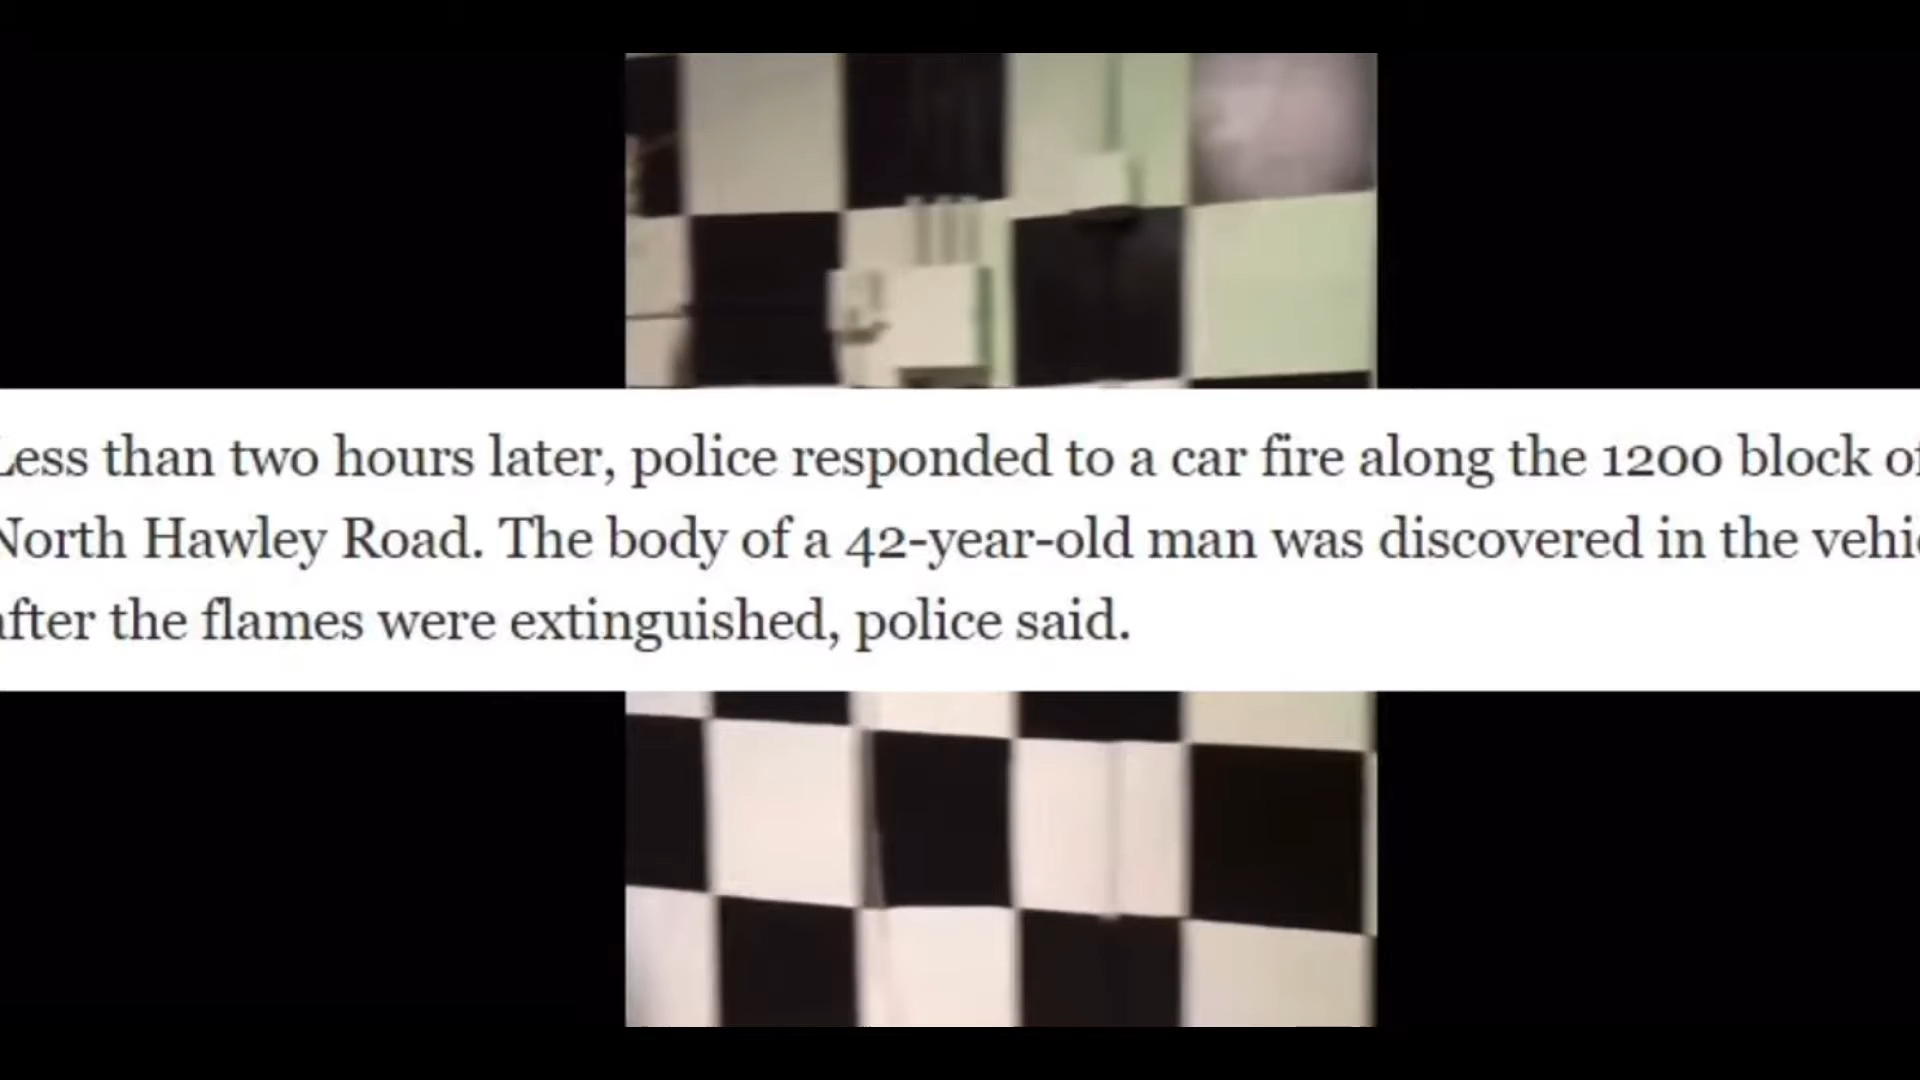 Less than two hours later, police responded to a car fire along the 1200 block of
North Hawley Road. The body of a 42-year-old man was discovered in the
after the flames were extinguished, police said.